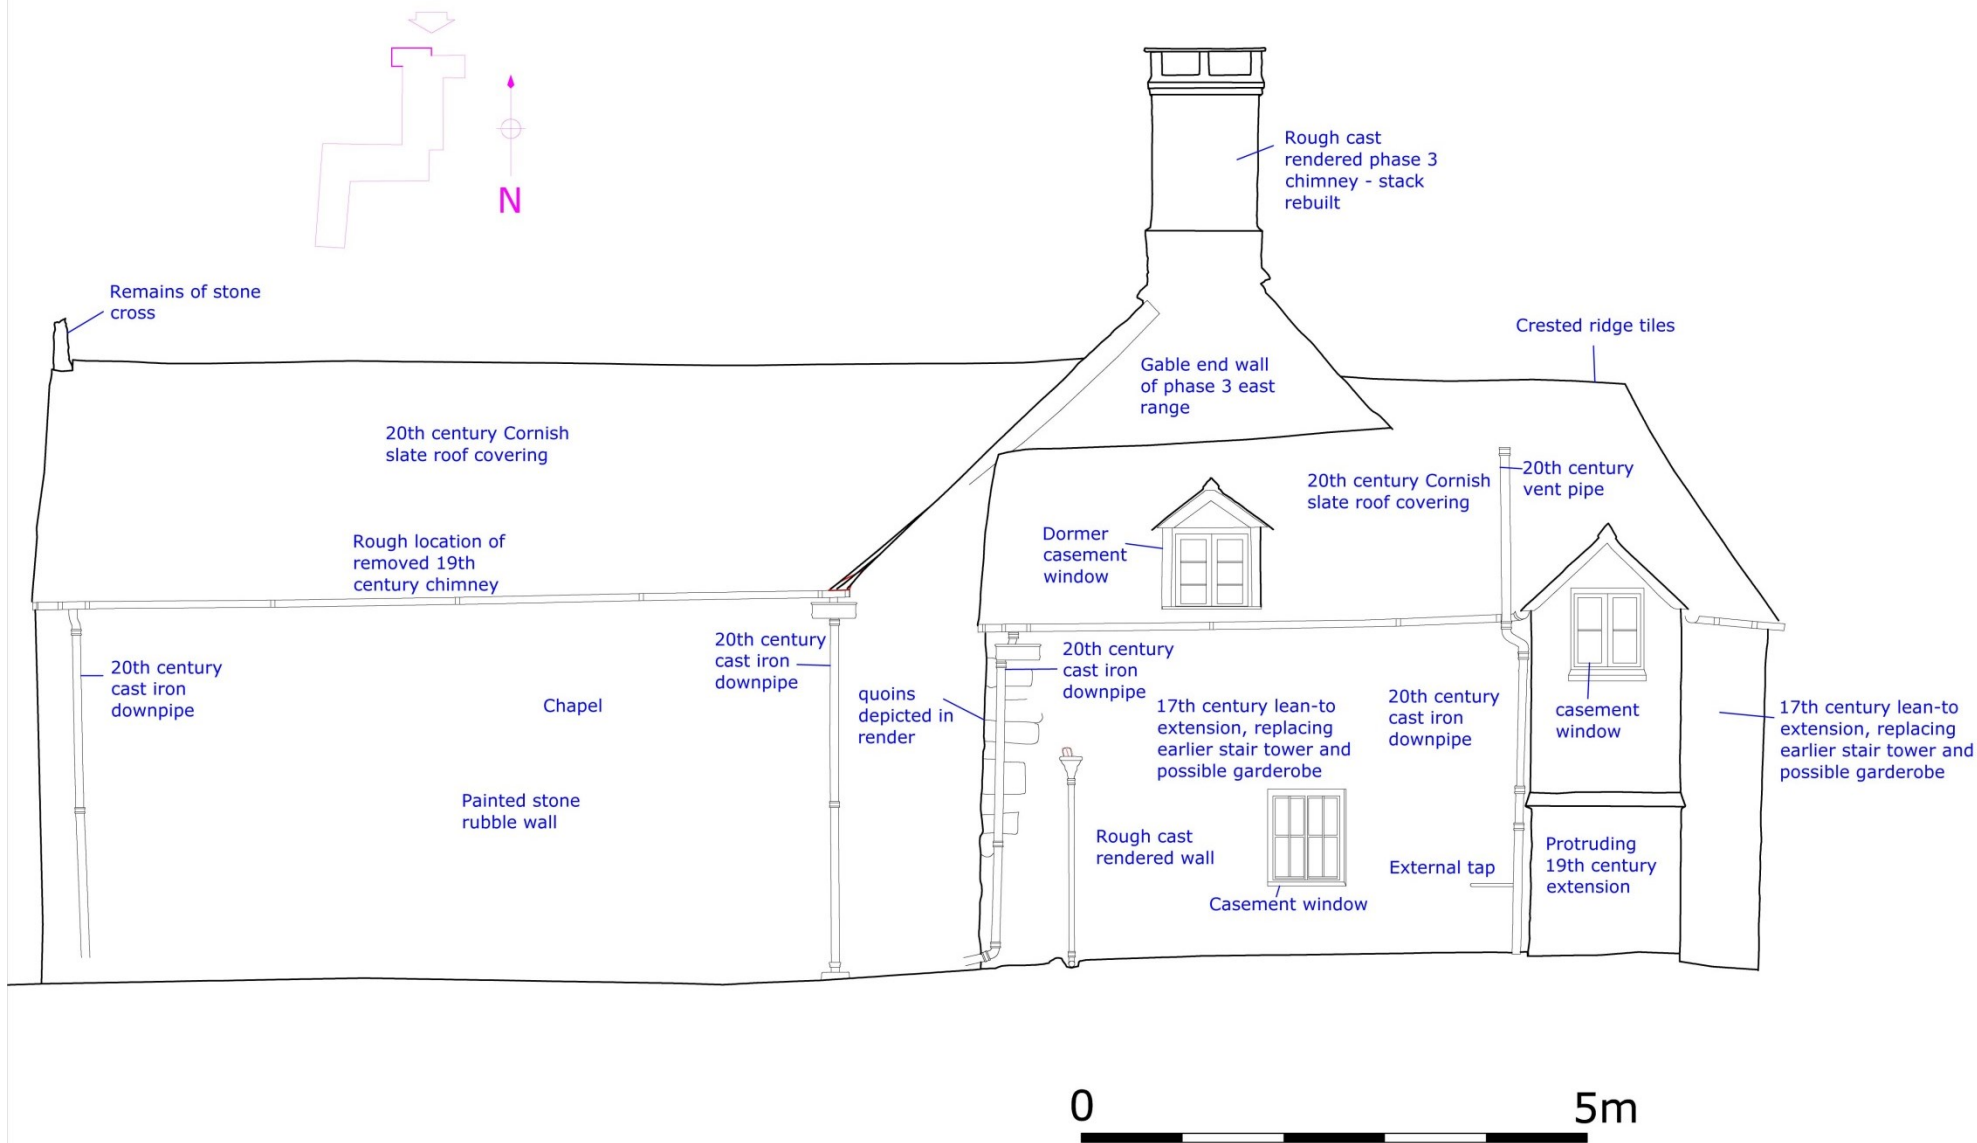 N
Rough cast
rendered phase 3
chimney - stack
rebuilt
Remains of stone
cross
Crested ridge tiles
Gable end wall
of phase 3 east
range
20th century Cornish
slate roof covering
20th century Cornish
slate roof covering
20th century
vent pipe
Dormer
casement
window
Rough location of
removed 19th
century chimney
20th century
cast iron
downpipe
20th century
cast iron
downpipe
20th century
cast iron
downpipe
Chapel
quoins
depicted in
render
17th century lean-to
extension, replacing
earlier stair tower and
possible garderobe
20th century
cast iron
downpipe
casement
window
17th century lean-to
extension, replacing
earlier stair tower and
possible garderobe
Painted stone
rubble wall
Rough cast
rendered wall
Casement window
External tap
Protruding
19th century
extension
0
5m